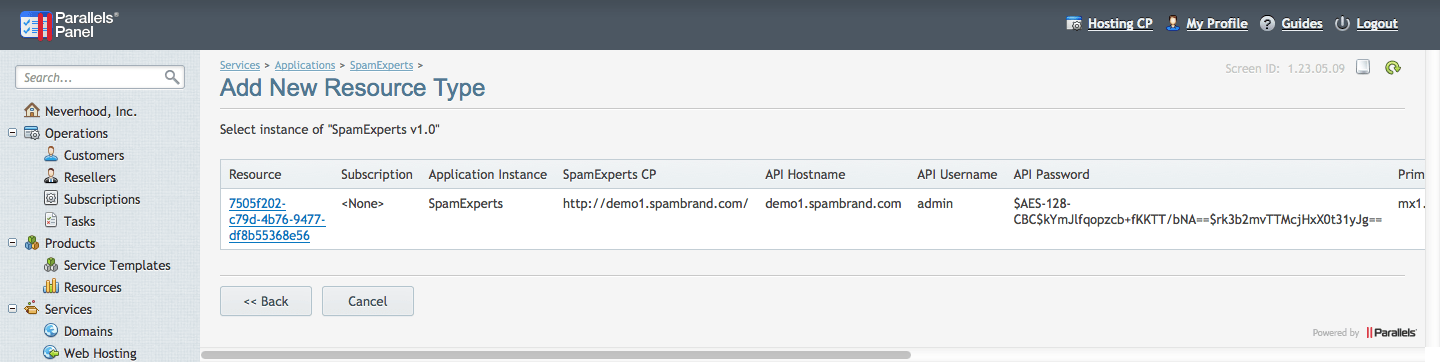 Parallels®
Panel
Hosting CP
My Profile
Guides
Logout
Search...
Neverhood, Inc.
Operations
Customers
Resellers
Subscriptions
Tasks
Products
Service Templates
Resources
Services
Domains
Web Hosting
Services > Applications > SpamExperts >
Screen ID: 1.23.05.09
Add New Resource Type
Select instance of "SpamExperts v1.0"
Resource Subscription Application Instance SpamExperts CP API Hostname API Username API Password Prim
7505f202- <None> SpamExperts http://demo1.spambrand.com/ demo1.spambrand.com admin $AES-128- mx1.
c79d-4b76-9477- CBC$kYmJlfqopzcb+fKKTT/bNA==$rk3b2mvTTMcjHxX0t31yJg==
df8b55368e56
<< Back
Cancel
Powered by Parallels®